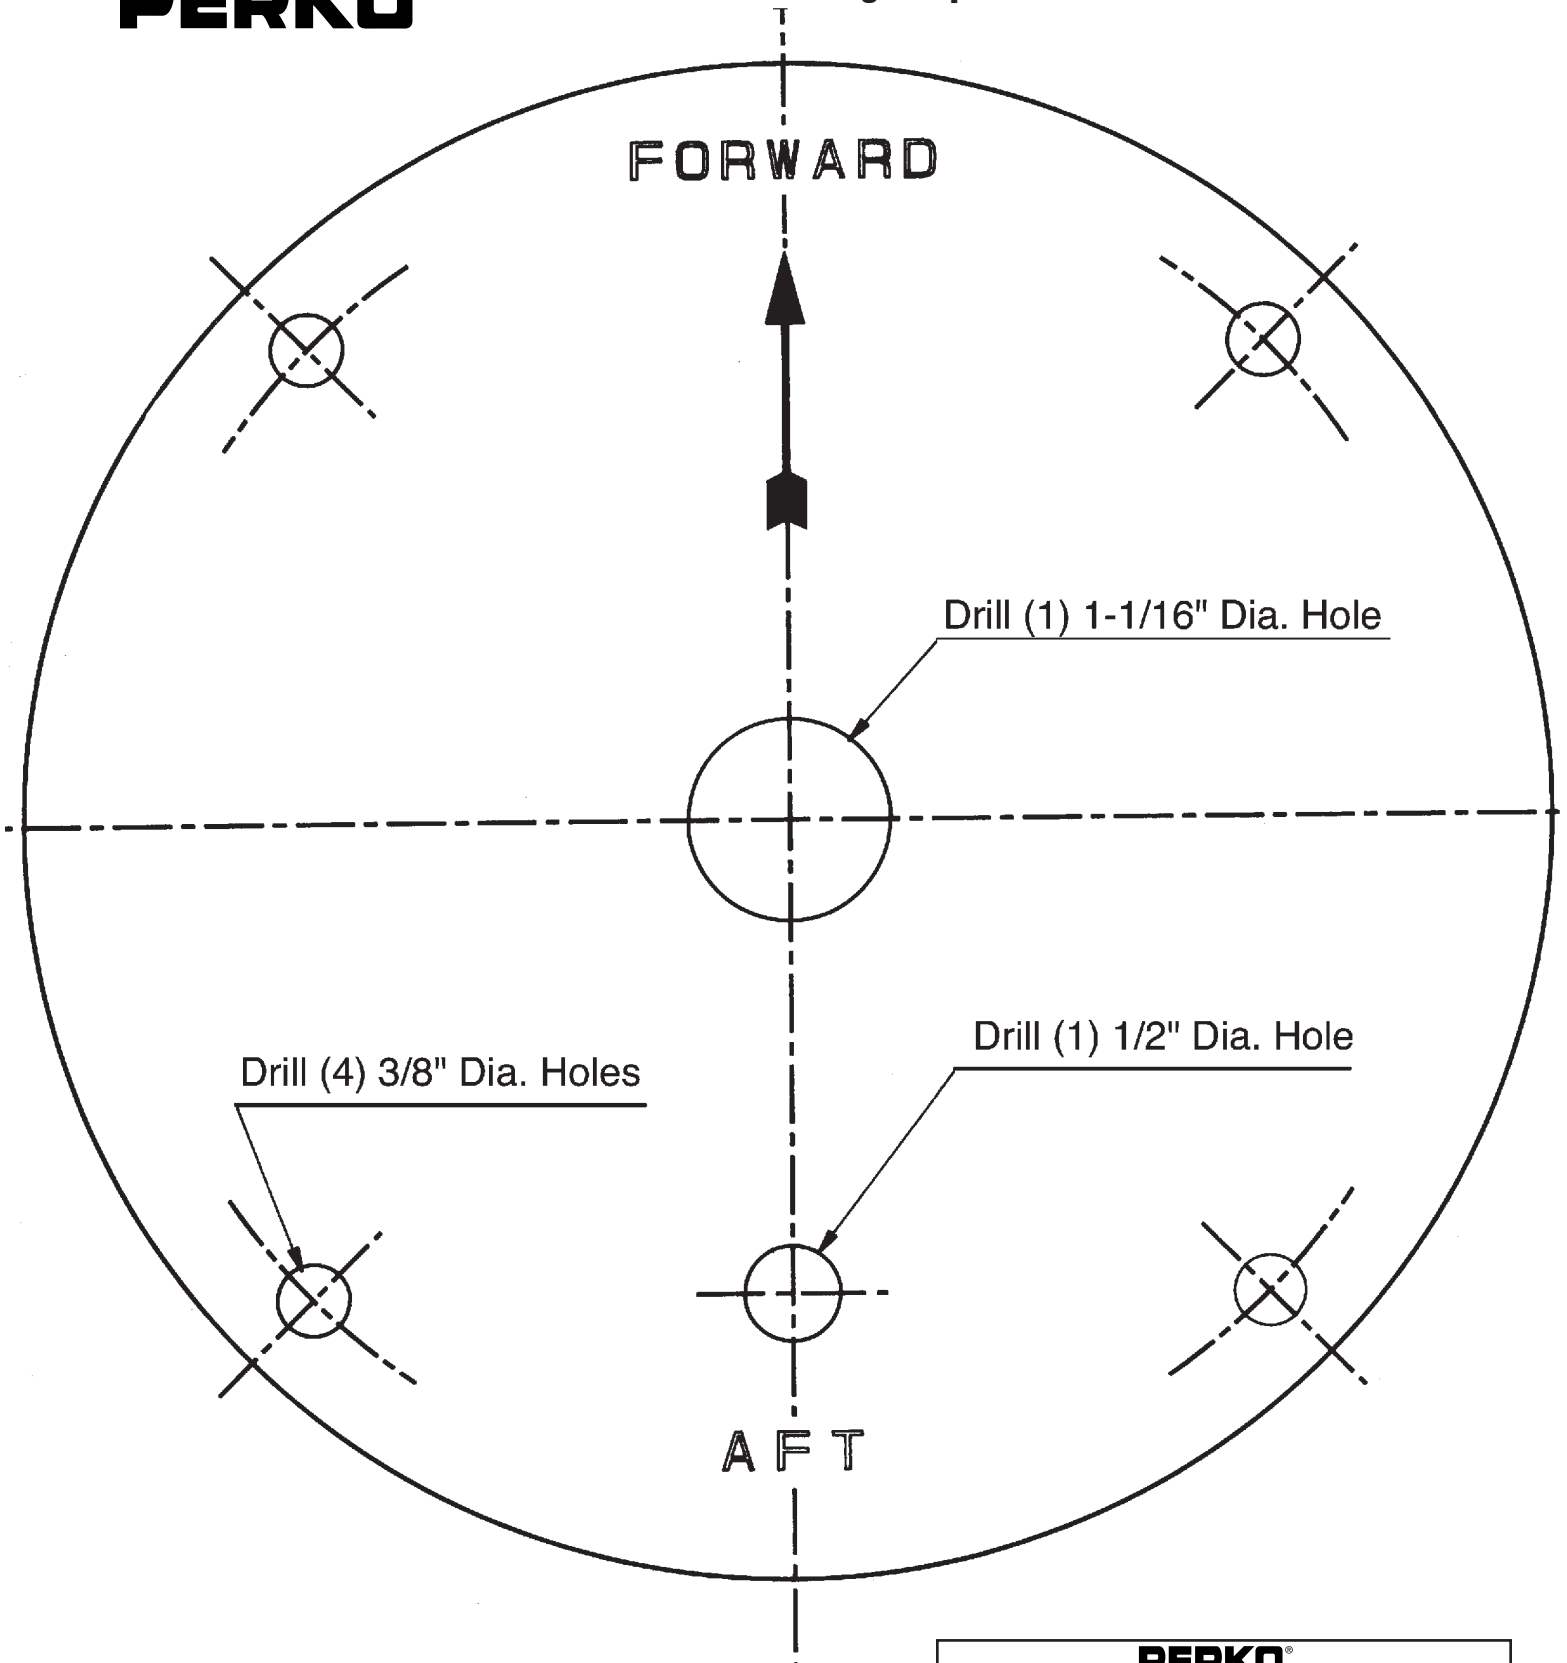 PERKO
FORWARD
Drill (1) 1-1/16" Dia. Hole
Drill (1) 1/2" Dia. Hole
Drill (4) 3/8" Dia. Holes
AFT
PERKO®